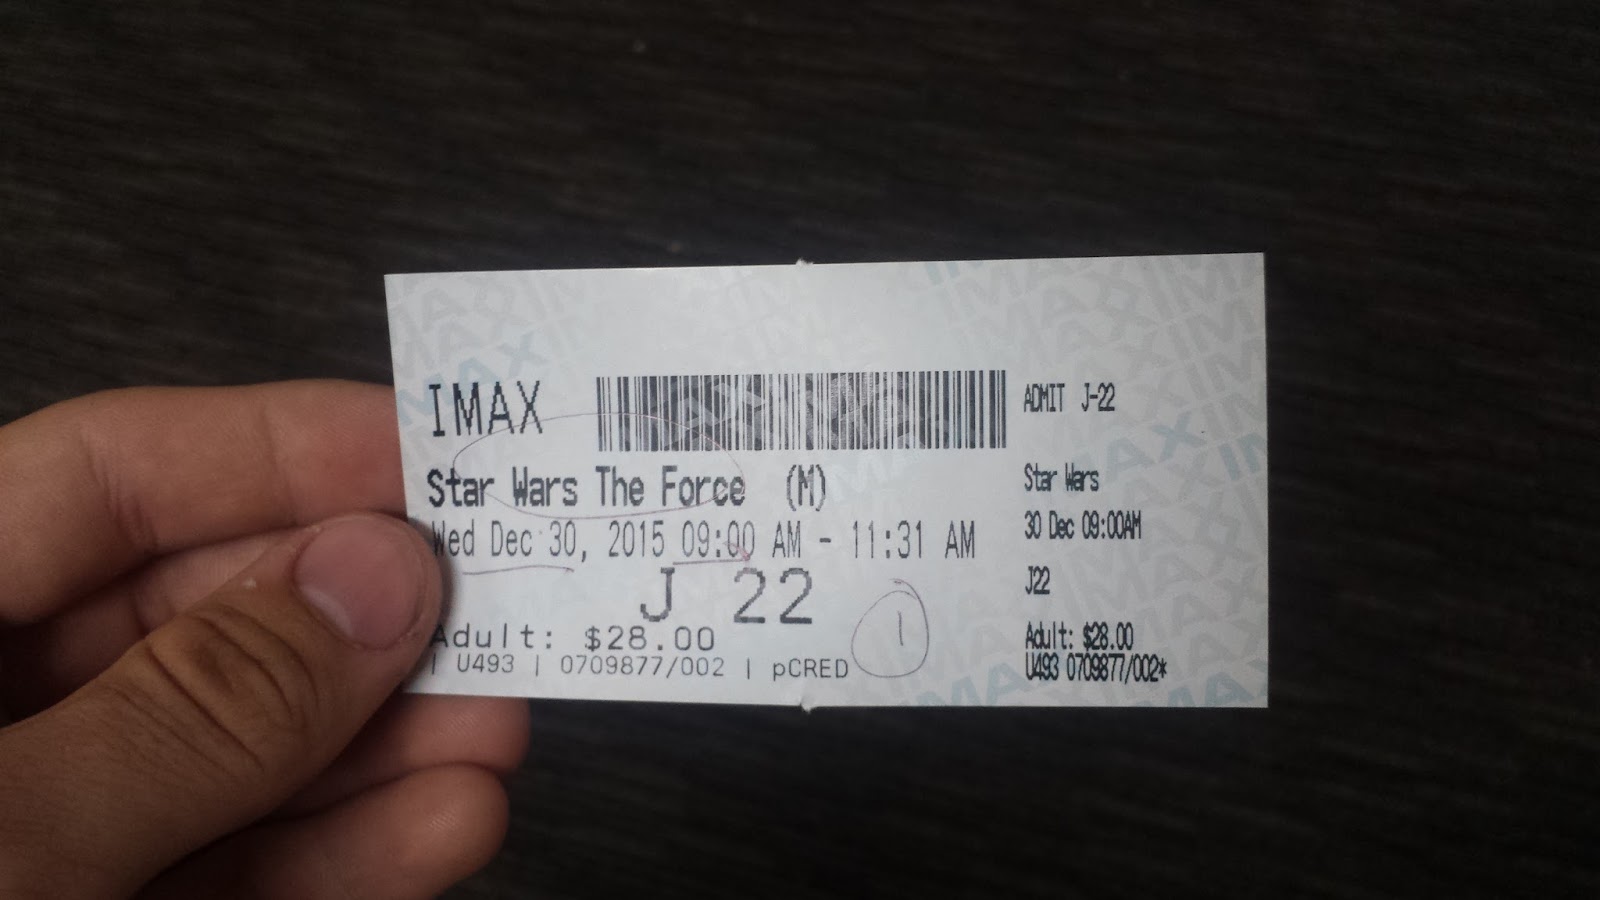 IMAX
Star Wars The Force (M)
Wed Dec 30, 2015 09:00 AM - 11:31 AM
J 22
Adult: $28.00
| U493 | 0709877/002 | pCRED
1
ADMIT J-22
Star Wars
30 Dec 09:00AM
J22
Adult: $28.00
U493 0709877/002*